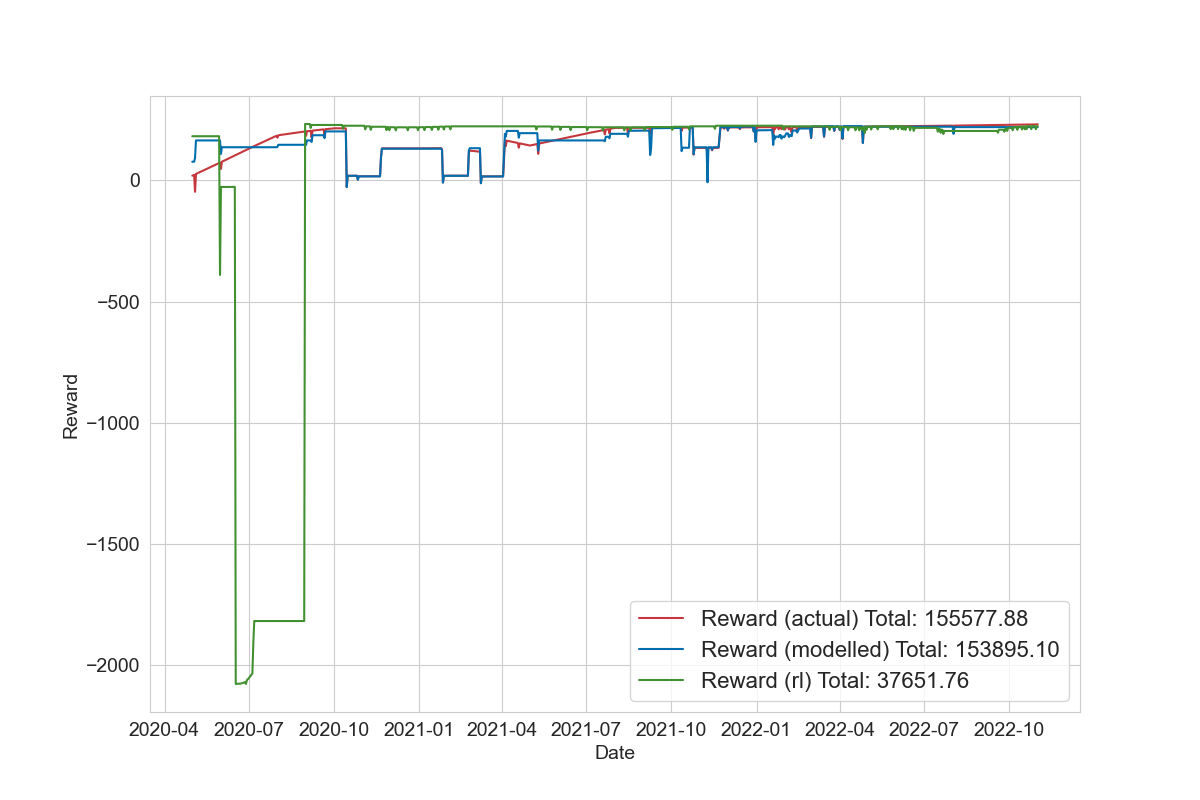 0
−500
−1000
−1500
−2000
Reward
Reward (actual) Total: 155577.88
Reward (modelled) Total: 153895.10
Reward (rl) Total: 37651.76
2020-04 2020-07 2020-10 2021-01 2021-04 2021-07 2021-10 2022-01 2022-04 2022-07 2022-10
Date